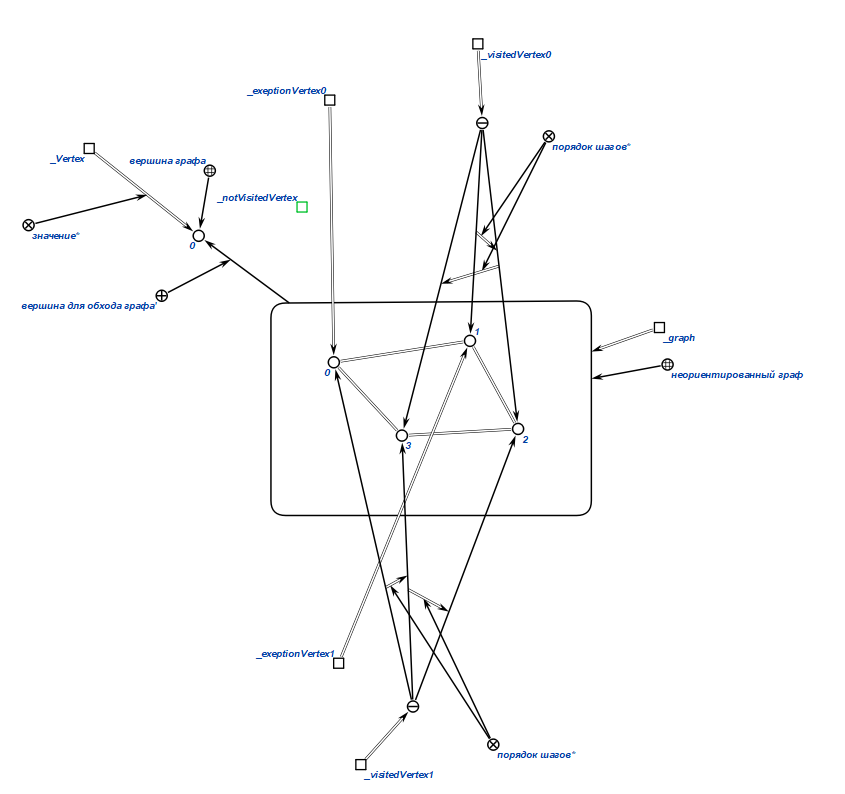 _visitedVertex0
_exeptionVertex0
порядок шагов*
_Vertex
вершина графа
_notVisitedVertex
значение*
0
вершина для обхода графа'
1
_graph
0
неориентированный граф
3
2
_exeptionVertex1
порядок шагов*
_visitedVertex1